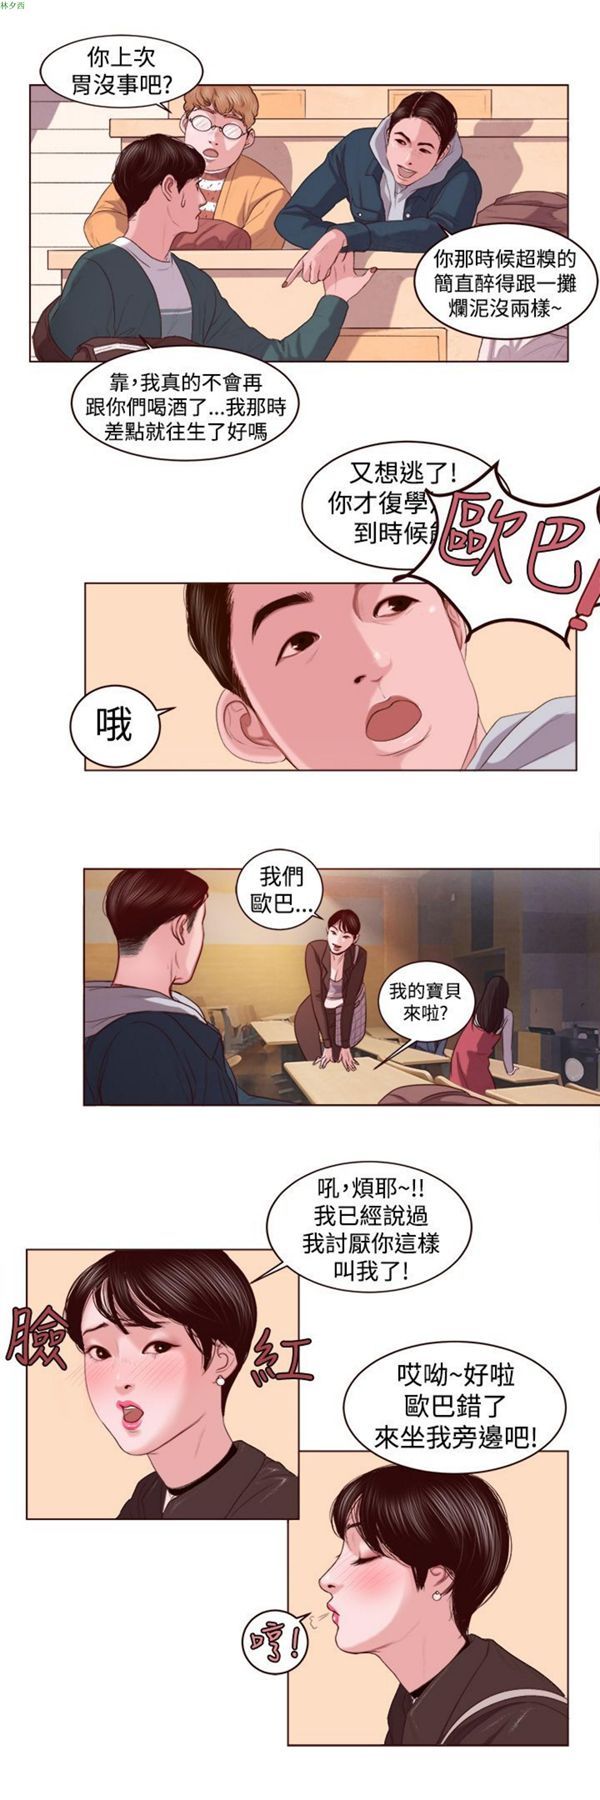 林夕西
你上次
胃沒事吧?
你那時候超糗的
簡直醉得跟一攤
爛泥沒兩樣~
靠,我真的不會再
跟你們喝酒了...我那時
差點就往生了好嗎
又想逃了!
你才復學
到時候
歐巴!
哦
我們
歐巴...
我的寶貝
來啦?
吼,煩耶~!!
我已經說過
我討厭你這樣
叫我了!
臉紅
哎呦~好啦
歐巴錯了
來坐我旁邊吧!
哼!